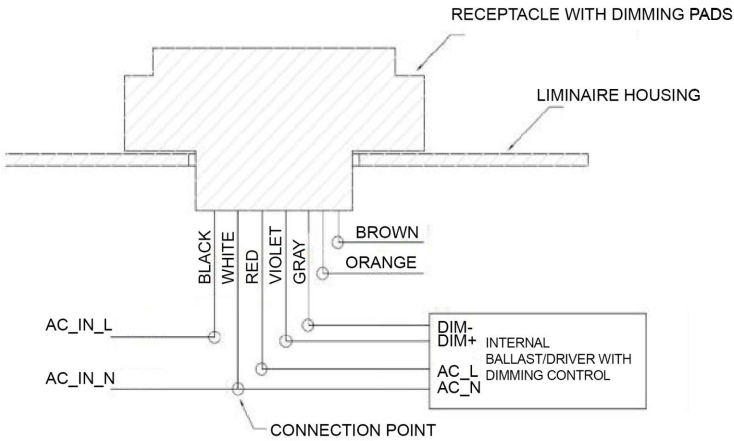 RECEPTACLE WITH DIMMING PADS
LIMINAIRE HOUSING
BLACK
WHITE
RED
VIOLET
GRAY
BROWN
ORANGE
AC_IN_L
AC_IN_N
DIM-
DIM+
AC_L
AC_N
INTERNAL
BALLAST/DRIVER WITH
DIMMING CONTROL
CONNECTION POINT